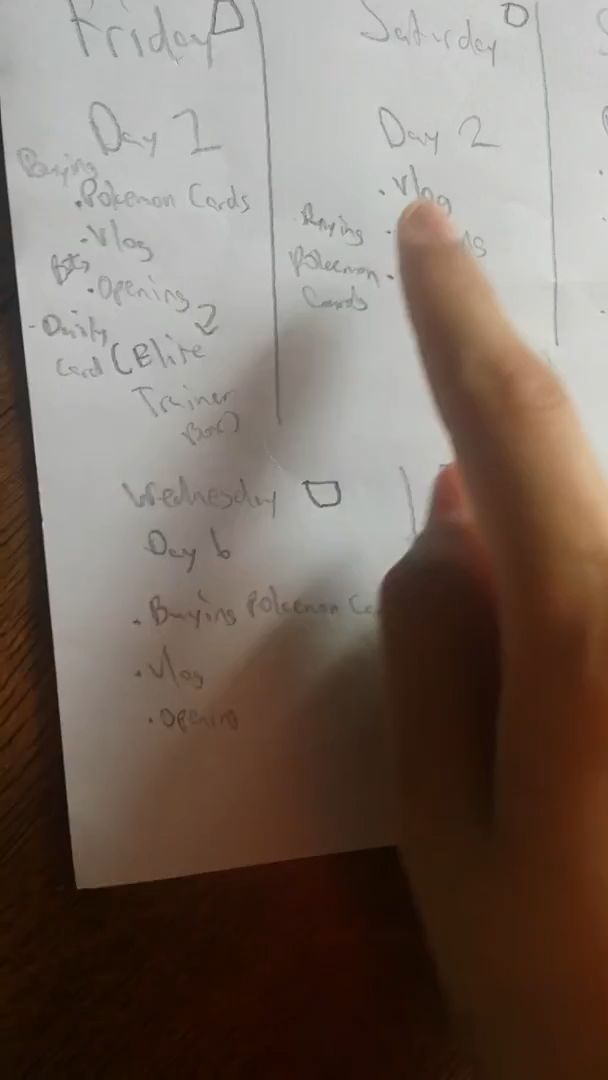 Friday
Day 1
Buying
• Pokemon Cards
• Vlog
• Opening 2
Card (Elite
Trainer
Box)
Saturday
Day 2
• Vlog
• Buying
Pokemon
Cards
Wednesday
Day 6
• Buying Pokemon
• Vlog
• Opening